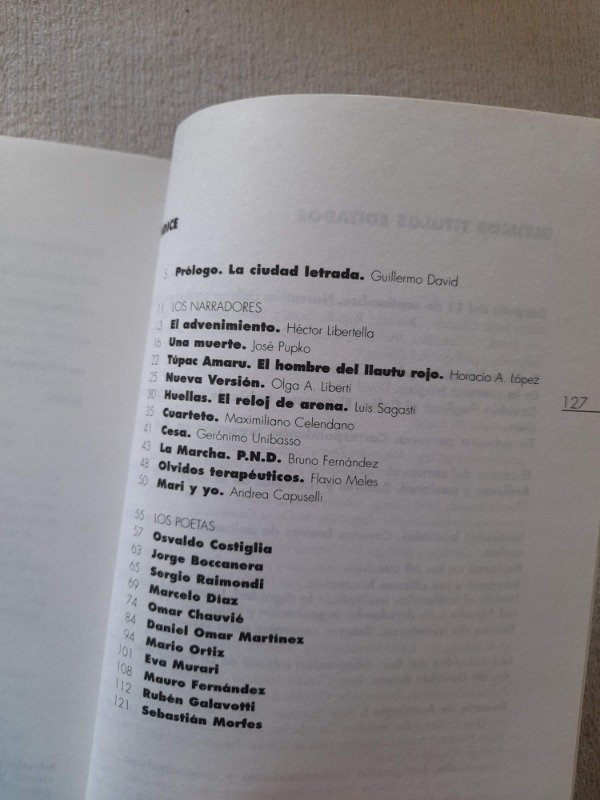 NDICE
5 Prólogo. La ciudad letrada. Guillermo David
11 LOS NARRADORES
13 El advenimiento. Héctor Libertella
16 Una muerte. José Pupko
22 Túpac Amaru. El hombre del llautu rojo. Horacio A. López
25 Nueva Versión. Olga A. Liberti
30 Huellas. El reloj de arena. Luis Sagasti
35 Cuarteto. Maximiliano Celendano
41 Cesa. Gerónimo Unibasso
43 La Marcha. P.N.D. Bruno Fernández
48 Olvidos terapéuticos. Flavio Meles
50 Mari y yo. Andrea Capuselli
127
55 LOS POETAS
57 Osvaldo Costiglia
63 Jorge Boccanera
65 Sergio Raimondi
69 Marcelo Díaz
74 Omar Chauvié
84 Daniel Omar Martínez
94 Mario Ortiz
101 Eva Murari
108 Mauro Fernández
112 Rubén Galavotti
121 Sebastián Morfes